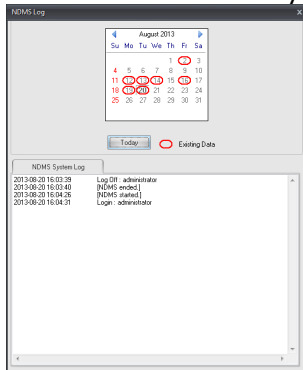 NDMS Log
x
August 2013
Su Mo Tu We Th Fr Sa
1 2 3
4 5 6 7 8 9 10
11 12 13 14 15 16 17
18 19 20 21 22 23 24
25 26 27 28 29 30 31
Today Existing Data
NDMS System Log
2013-08-20 16:03:39 Log Off : administrator
2013-08-20 16:03:40 [NDMS ended.]
2013-08-20 16:04:26 [NDMS started.]
2013-08-20 16:04:31 Login : administrator